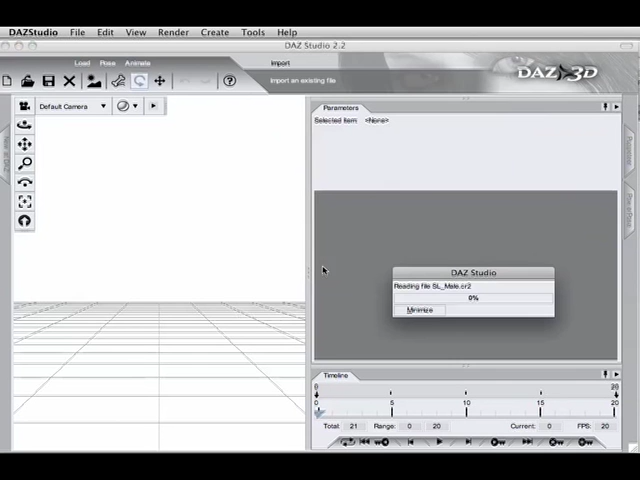 DAZStudio File Edit View Render Create Tools Help
DAZ Studio 2.2
Load Pose Animate
Import
Import an existing file
DAZ 3D
Default Camera
Parameters
Selected Item: <None>
DAZ Studio
Reading file SL_Male.cr2
0%
Minimize
Timeline
0 20
0 5 10 15 20
Total: 21 Range: 0 20 Current: 0 FPS: 20